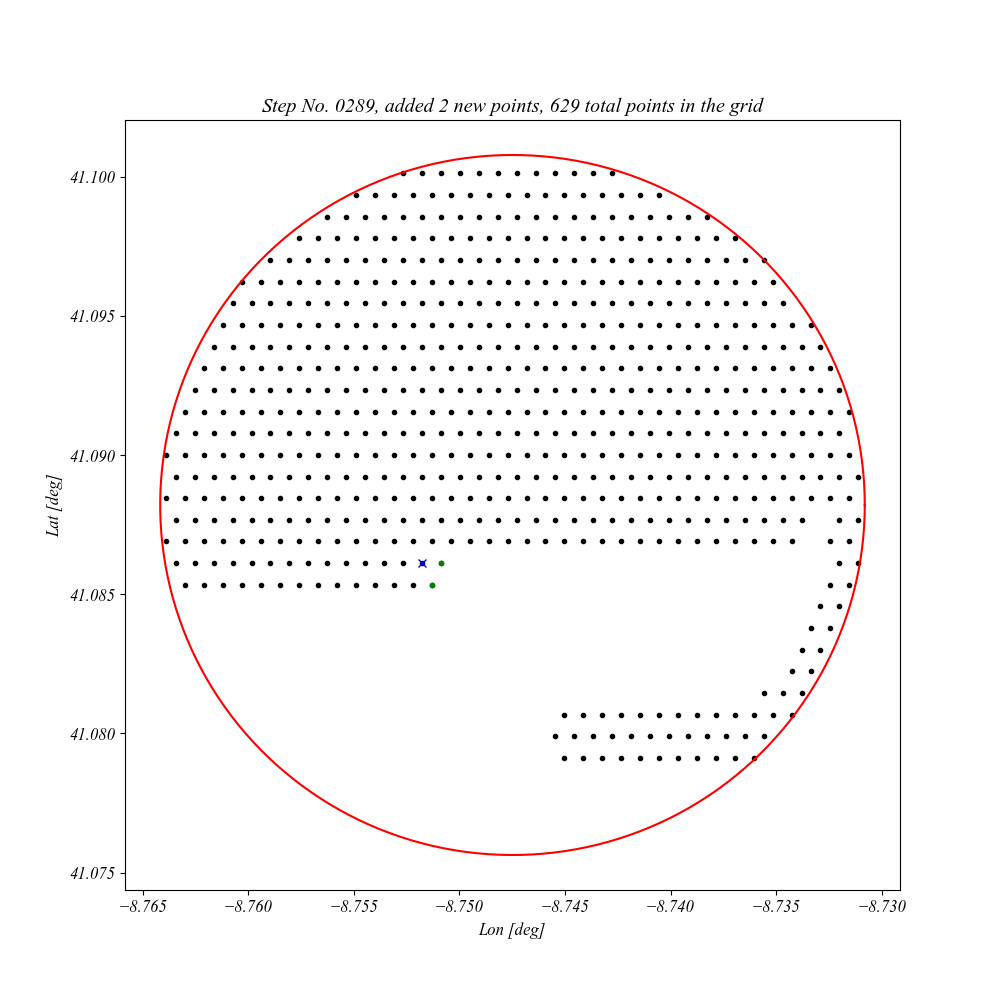 Step No. 0289, added 2 new points, 629 total points in the grid
41.100
41.095
41.090
41.085
41.080
41.075
Lat [deg]
−8.765 −8.760 −8.755 −8.750 −8.745 −8.740 −8.735 −8.730
Lon [deg]